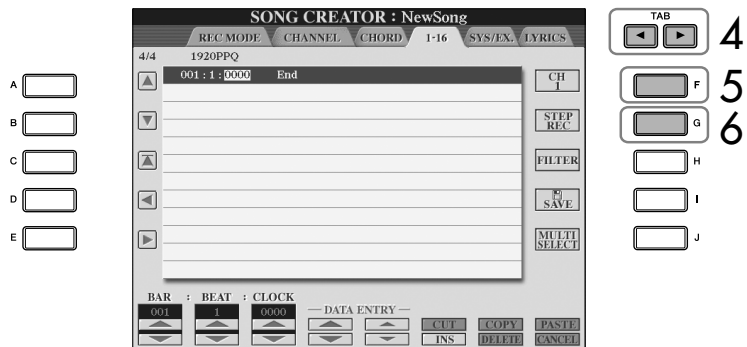 SONG CREATOR : NewSong
TAB
REC MODE CHANNEL CHORD 1-16 SYS/EX. LYRICS
4
4/4 1920PPQ
001 : 1 : 0000 End
CH
1
A
F
5
B
STEP
REC
G
6
C
FILTER
H
D
SAVE
I
E
MULTI
SELECT
J
BAR : BEAT : CLOCK
001 1 0000
DATA ENTRY
CUT COPY PASTE
INS DELETE CANCEL